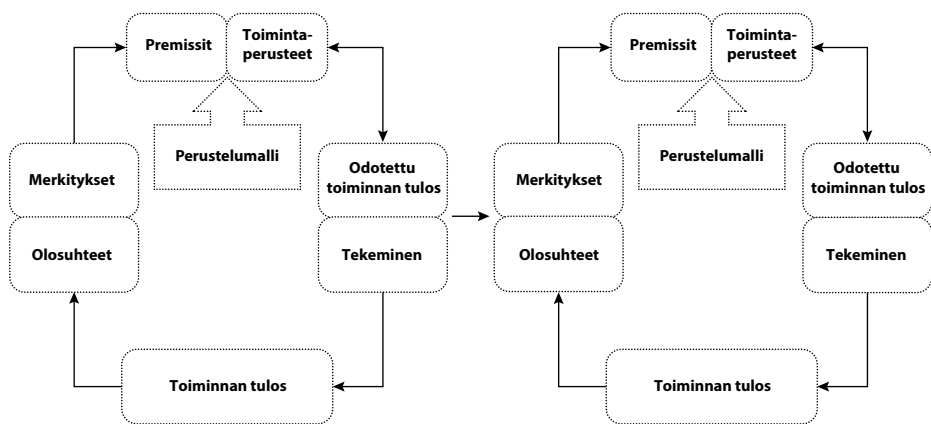 Premissit
Toiminta-
perusteet
Perustelumalli
Merkitykset
Odotettu
toiminnan tulos
Olosuhteet
Tekeminen
Toiminnan tulos
Premissit
Toiminta-
perusteet
Perustelumalli
Merkitykset
Odotettu
toiminnan tulos
Olosuhteet
Tekeminen
Toiminnan tulos